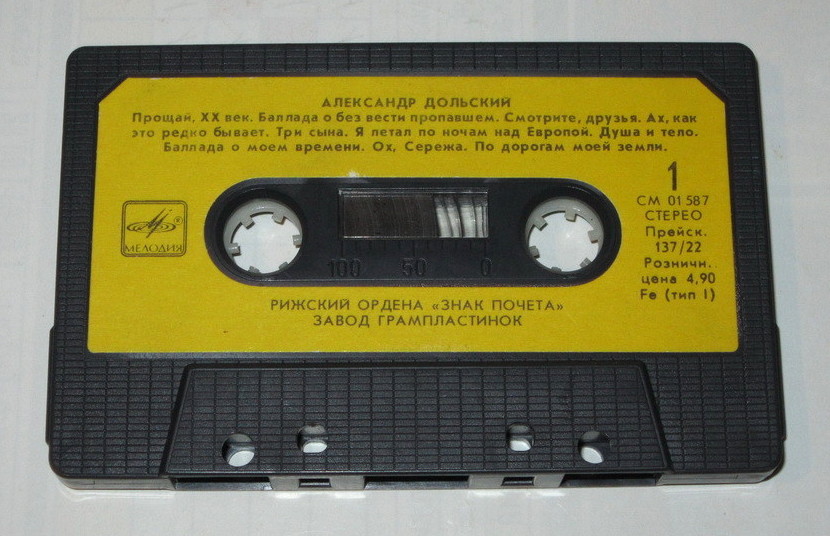 АЛЕКСАНДР ДОЛЬСКИЙ
Прощай, XX век. Баллада о без вести пропавшем. Смотрите, друзья. Ах, как
это редко бывает. Три сына. Я летал по ночам над Европой. Душа и тело.
Баллада о моем времени. Ох, Сережа. По дорогам моей земли.
1
СМ 01587
СТЕРЕО
Прейск.
137/22
Рознични.
цена 4,90
Fe (тип I)
МЕЛОДИЯ
100 50 0
РИЖСКИЙ ОРДЕНА «ЗНАК ПОЧЕТА»
ЗАВОД ГРАМПЛАСТИНОК